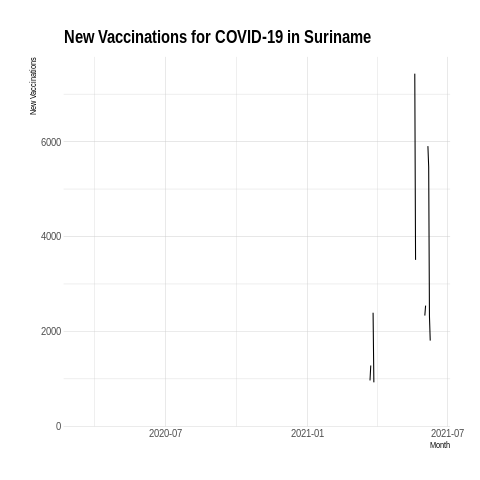 New Vaccinations for COVID-19 in Suriname
New Vaccinations
6000
4000
2000
0
2020-07
2021-01
2021-07
Month